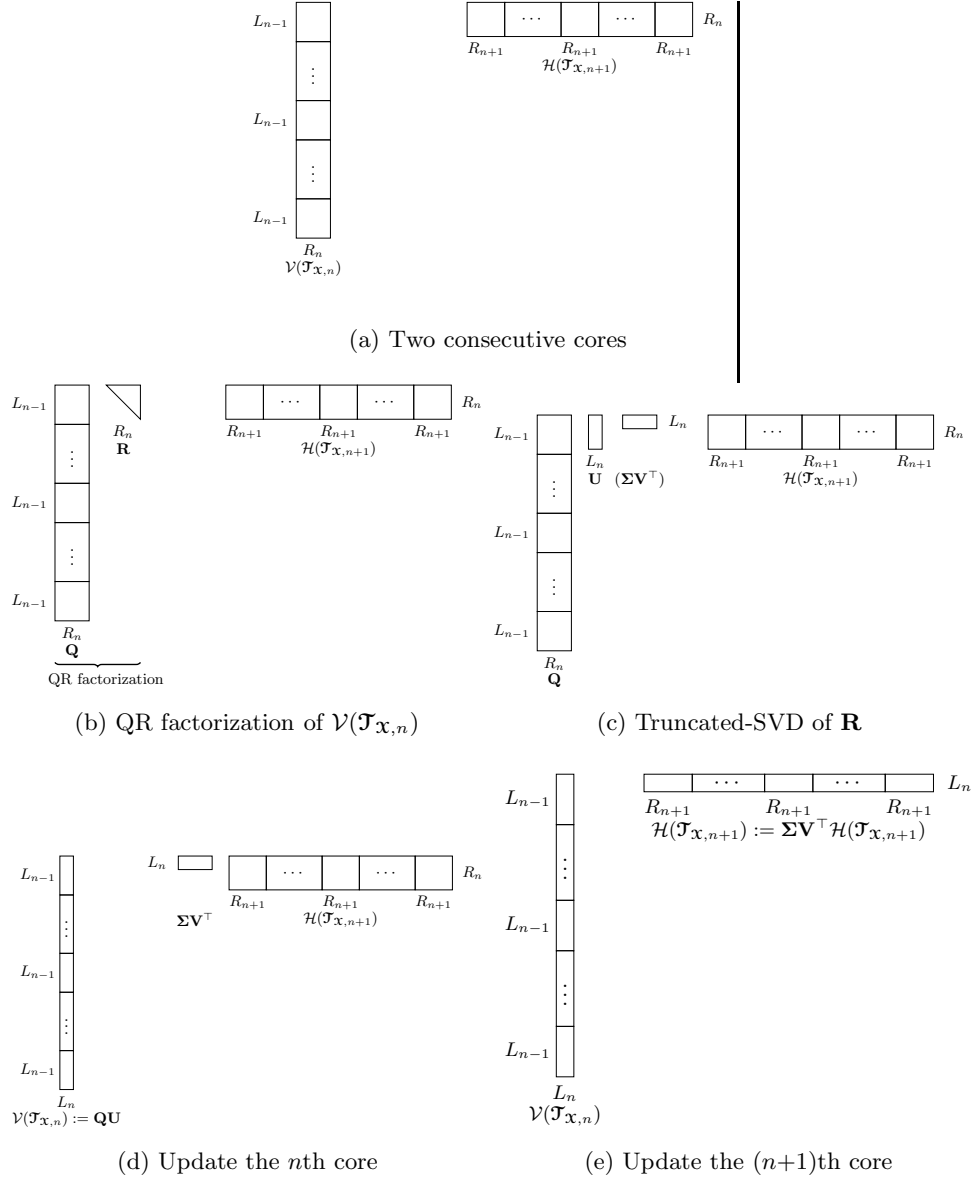 L_{n−1}
⋮
L_{n−1}
⋮
L_{n−1}
R_n
𝒱(𝓣_{𝔛,n})
⋯ ⋯ R_n
R_{n+1} R_{n+1} R_{n+1}
ℋ(𝓣_{𝔛,n+1})
(a) Two consecutive cores
L_{n−1}
⋮
L_{n−1}
⋮
L_{n−1}
R_n
Q
QR factorization
R_n
R
⋯ ⋯ R_n
R_{n+1} R_{n+1} R_{n+1}
ℋ(𝓣_{𝔛,n+1})
(b) QR factorization of 𝒱(𝓣_{𝔛,n})
L_{n−1}
⋮
L_{n−1}
⋮
L_{n−1}
R_n
Q
L_n
U
L_n
(ΣV^⊤)
⋯ ⋯ R_n
R_{n+1} R_{n+1} R_{n+1}
ℋ(𝓣_{𝔛,n+1})
(c) Truncated-SVD of R
L_{n−1}
⋮
L_{n−1}
⋮
L_{n−1}
L_n
𝒱(𝓣_{𝔛,n}) := QU
L_n
ΣV^⊤
⋯ ⋯ R_n
R_{n+1} R_{n+1} R_{n+1}
ℋ(𝓣_{𝔛,n+1})
(d) Update the nth core
L_{n−1}
⋮
L_{n−1}
⋮
L_{n−1}
L_n
𝒱(𝓣_{𝔛,n})
⋯ ⋯ L_n
R_{n+1} R_{n+1} R_{n+1}
ℋ(𝓣_{𝔛,n+1}) := ΣV^⊤ℋ(𝓣_{𝔛,n+1})
(e) Update the (n+1)th core